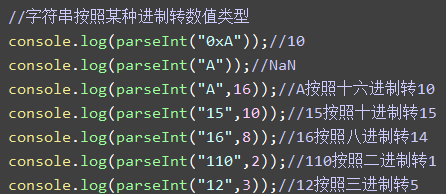 //字符串按照某种进制转数值类型
console.log(parseInt("0xA"));//10
console.log(parseInt("A"));//NaN
console.log(parseInt("A",16));//A按照十六进制转10
console.log(parseInt("15",10));//15按照十进制转15
console.log(parseInt("16",8));//16按照八进制转14
console.log(parseInt("110",2));//110按照二进制转1
console.log(parseInt("12",3));//12按照三进制转5